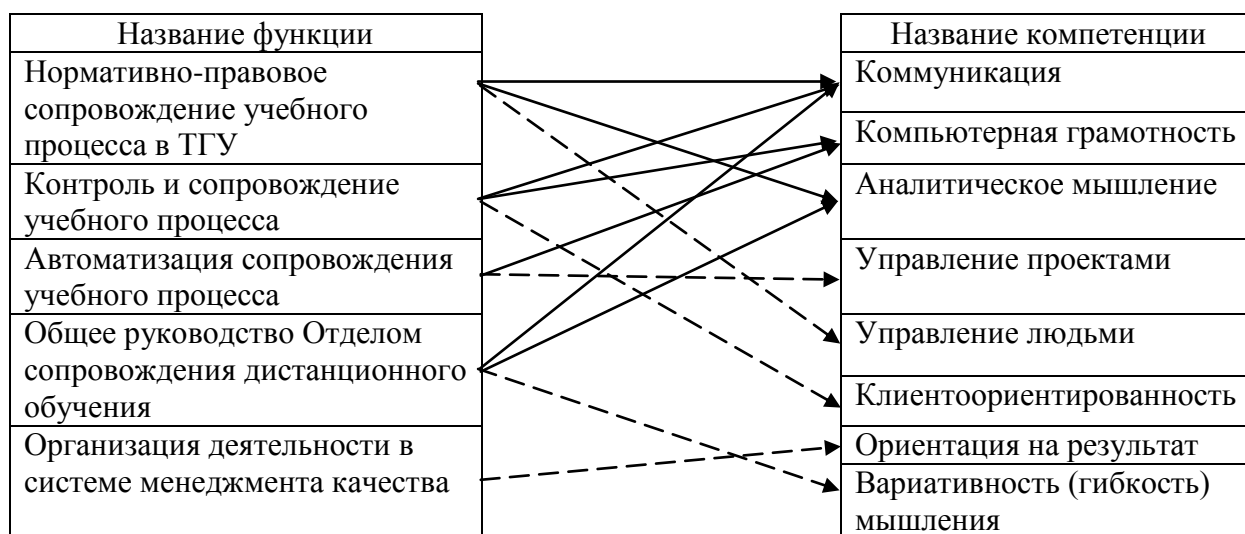 Название функции
Нормативно-правовое
сопровождение учебного
процесса в ТГУ
Контроль и сопровождение
учебного процесса
Автоматизация сопровождения
учебного процесса
Общее руководство Отделом
сопровождения дистанционного
обучения
Организация деятельности в
системе менеджмента качества
Название компетенции
Коммуникация
Компьютерная грамотность
Аналитическое мышление
Управление проектами
Управление людьми
Клиентоориентированность
Ориентация на результат
Вариативность (гибкость)
мышления